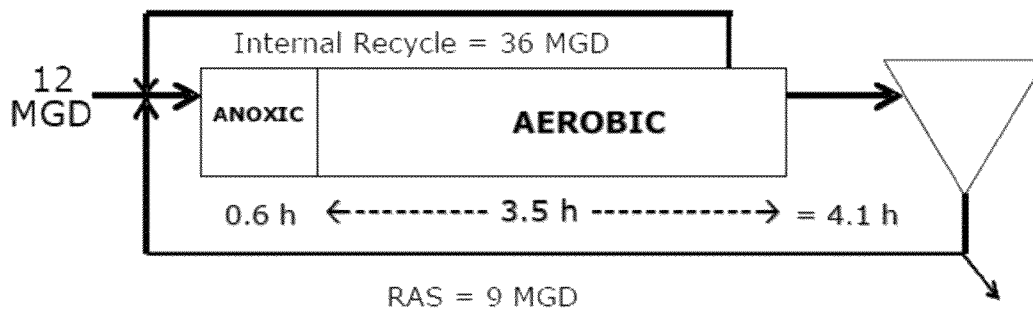 Internal Recycle = 36 MGD
12
MGD
ANOXIC
AEROBIC
0.6 h <---------- 3.5 h ----------> = 4.1 h
RAS = 9 MGD